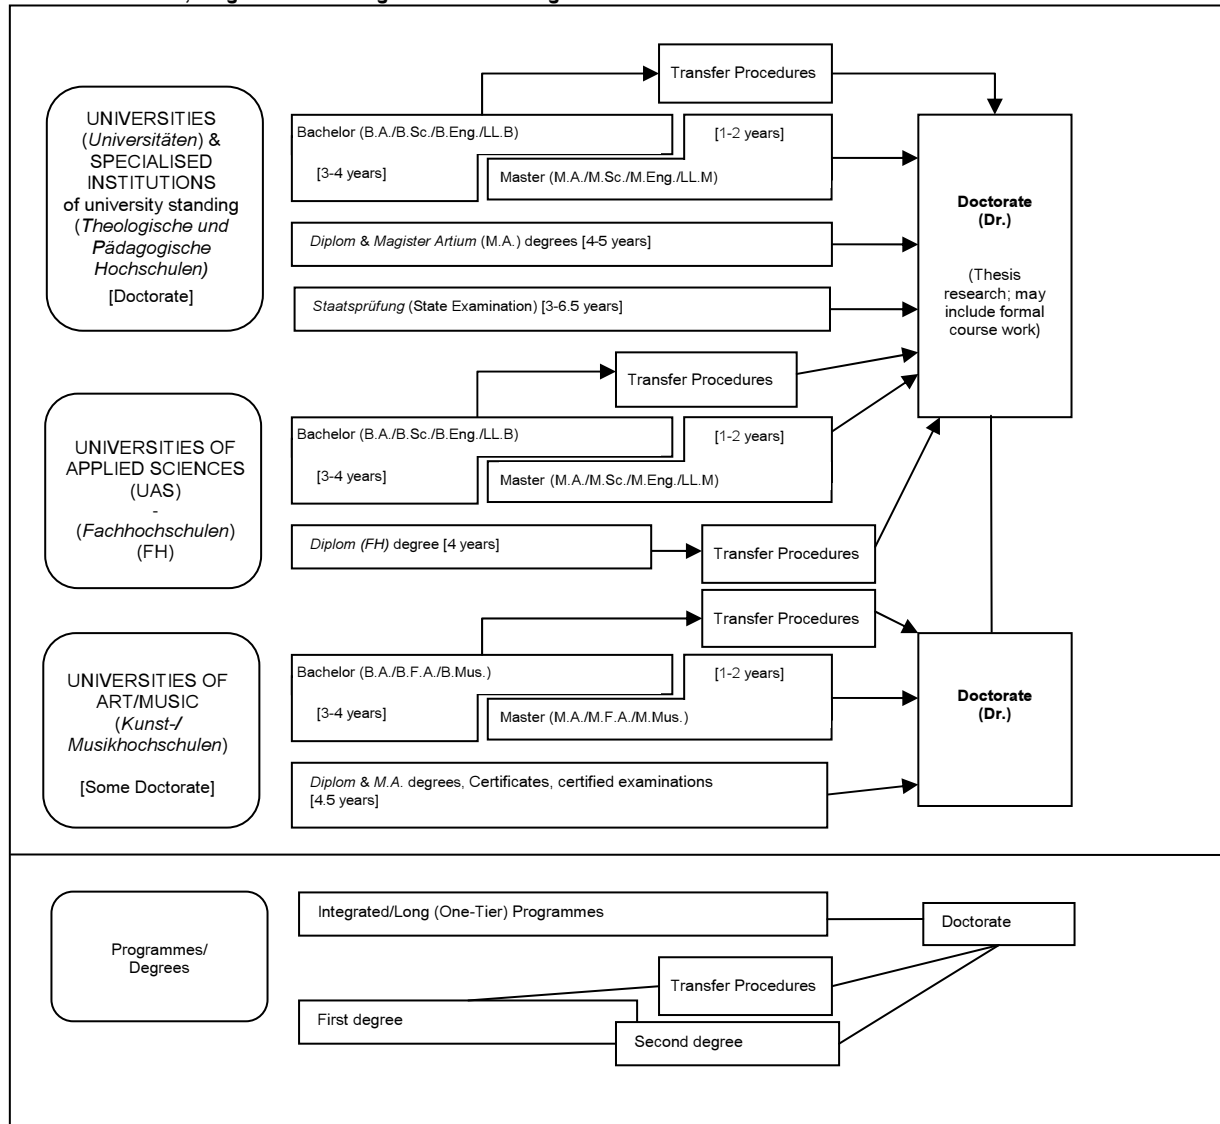 Transfer Procedures
UNIVERSITIES
(Universitäten) &
SPECIALISED
INSTITUTIONS
of university standing
(Theologische und
Pädagogische
Hochschulen)
[Doctorate]
Bachelor (B.A./B.Sc./B.Eng./LL.B)
[3-4 years]
[1-2 years]
Master (M.A./M.Sc./M.Eng./LL.M)
Diplom & Magister Artium (M.A.) degrees [4-5 years]
Staatsprüfung (State Examination) [3-6.5 years]
Doctorate
(Dr.)
(Thesis
research; may
include formal
course work)
Transfer Procedures
UNIVERSITIES OF
APPLIED SCIENCES
(UAS)
-
(Fachhochschulen)
(FH)
Bachelor (B.A./B.Sc./B.Eng./LL.B)
[3-4 years]
[1-2 years]
Master (M.A./M.Sc./M.Eng./LL.M)
Diplom (FH) degree [4 years]
Transfer Procedures
Transfer Procedures
UNIVERSITIES OF
ART/MUSIC
(Kunst-/
Musikhochschulen)
[Some Doctorate]
Bachelor (B.A./B.F.A./B.Mus.)
[3-4 years]
[1-2 years]
Master (M.A./M.F.A./M.Mus.)
Diplom & M.A. degrees, Certificates, certified examinations
[4.5 years]
Doctorate
(Dr.)
Programmes/
Degrees
Integrated/Long (One-Tier) Programmes
Doctorate
Transfer Procedures
First degree
Second degree